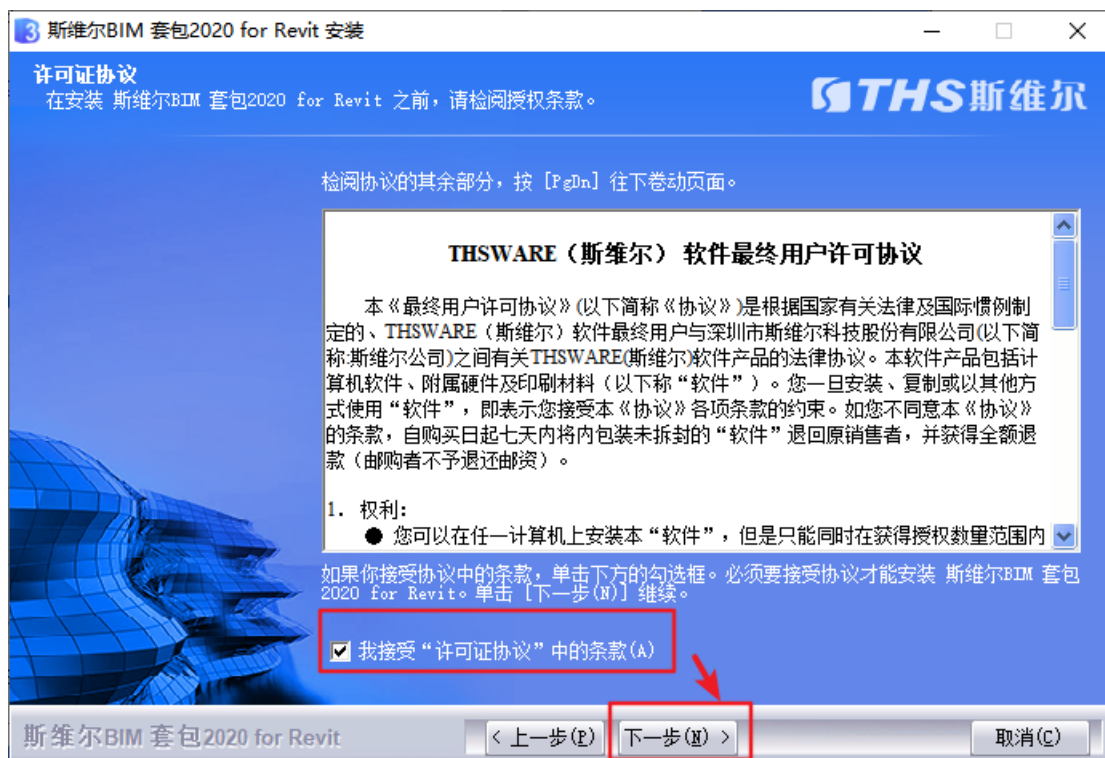 斯维尔BIM 套包2020 for Revit 安装
许可证协议
在安装 斯维尔BIM 套包2020 for Revit 之前，请检阅授权条款。
THS斯维尔
检阅协议的其余部分，按 [PgDn] 往下卷动页面。
THSWARE（斯维尔） 软件最终用户许可协议
本《最终用户许可协议》(以下简称《协议》)是根据国家有关法律及国际惯例制
定的、THSWARE（斯维尔）软件最终用户与深圳市斯维尔科技股份有限公司(以下简
称:斯维尔公司)之间有关THSWARE(斯维尔)软件产品的法律协议。本软件产品包括计
算机软件、附属硬件及印刷材料（以下称“软件”）。您一旦安装、复制或以其他方
式使用“软件”，即表示您接受本《协议》各项条款的约束。如您不同意本《协议》
的条款，自购买日起七天内将内包装未拆封的“软件”退回原销售者，并获得全额退
款（邮购者不予退还邮资）。
1. 权利:
● 您可以在任一计算机上安装本“软件”，但是只能同时在获得授权数量范围内
如果你接受协议中的条款，单击下方的勾选框。必须要接受协议才能安装 斯维尔BIM 套包
2020 for Revit。单击 [下一步(N)] 继续。
我接受“许可证协议”中的条款(A)
斯维尔BIM 套包2020 for Revit
< 上一步(P)
下一步(N) >
取消(C)